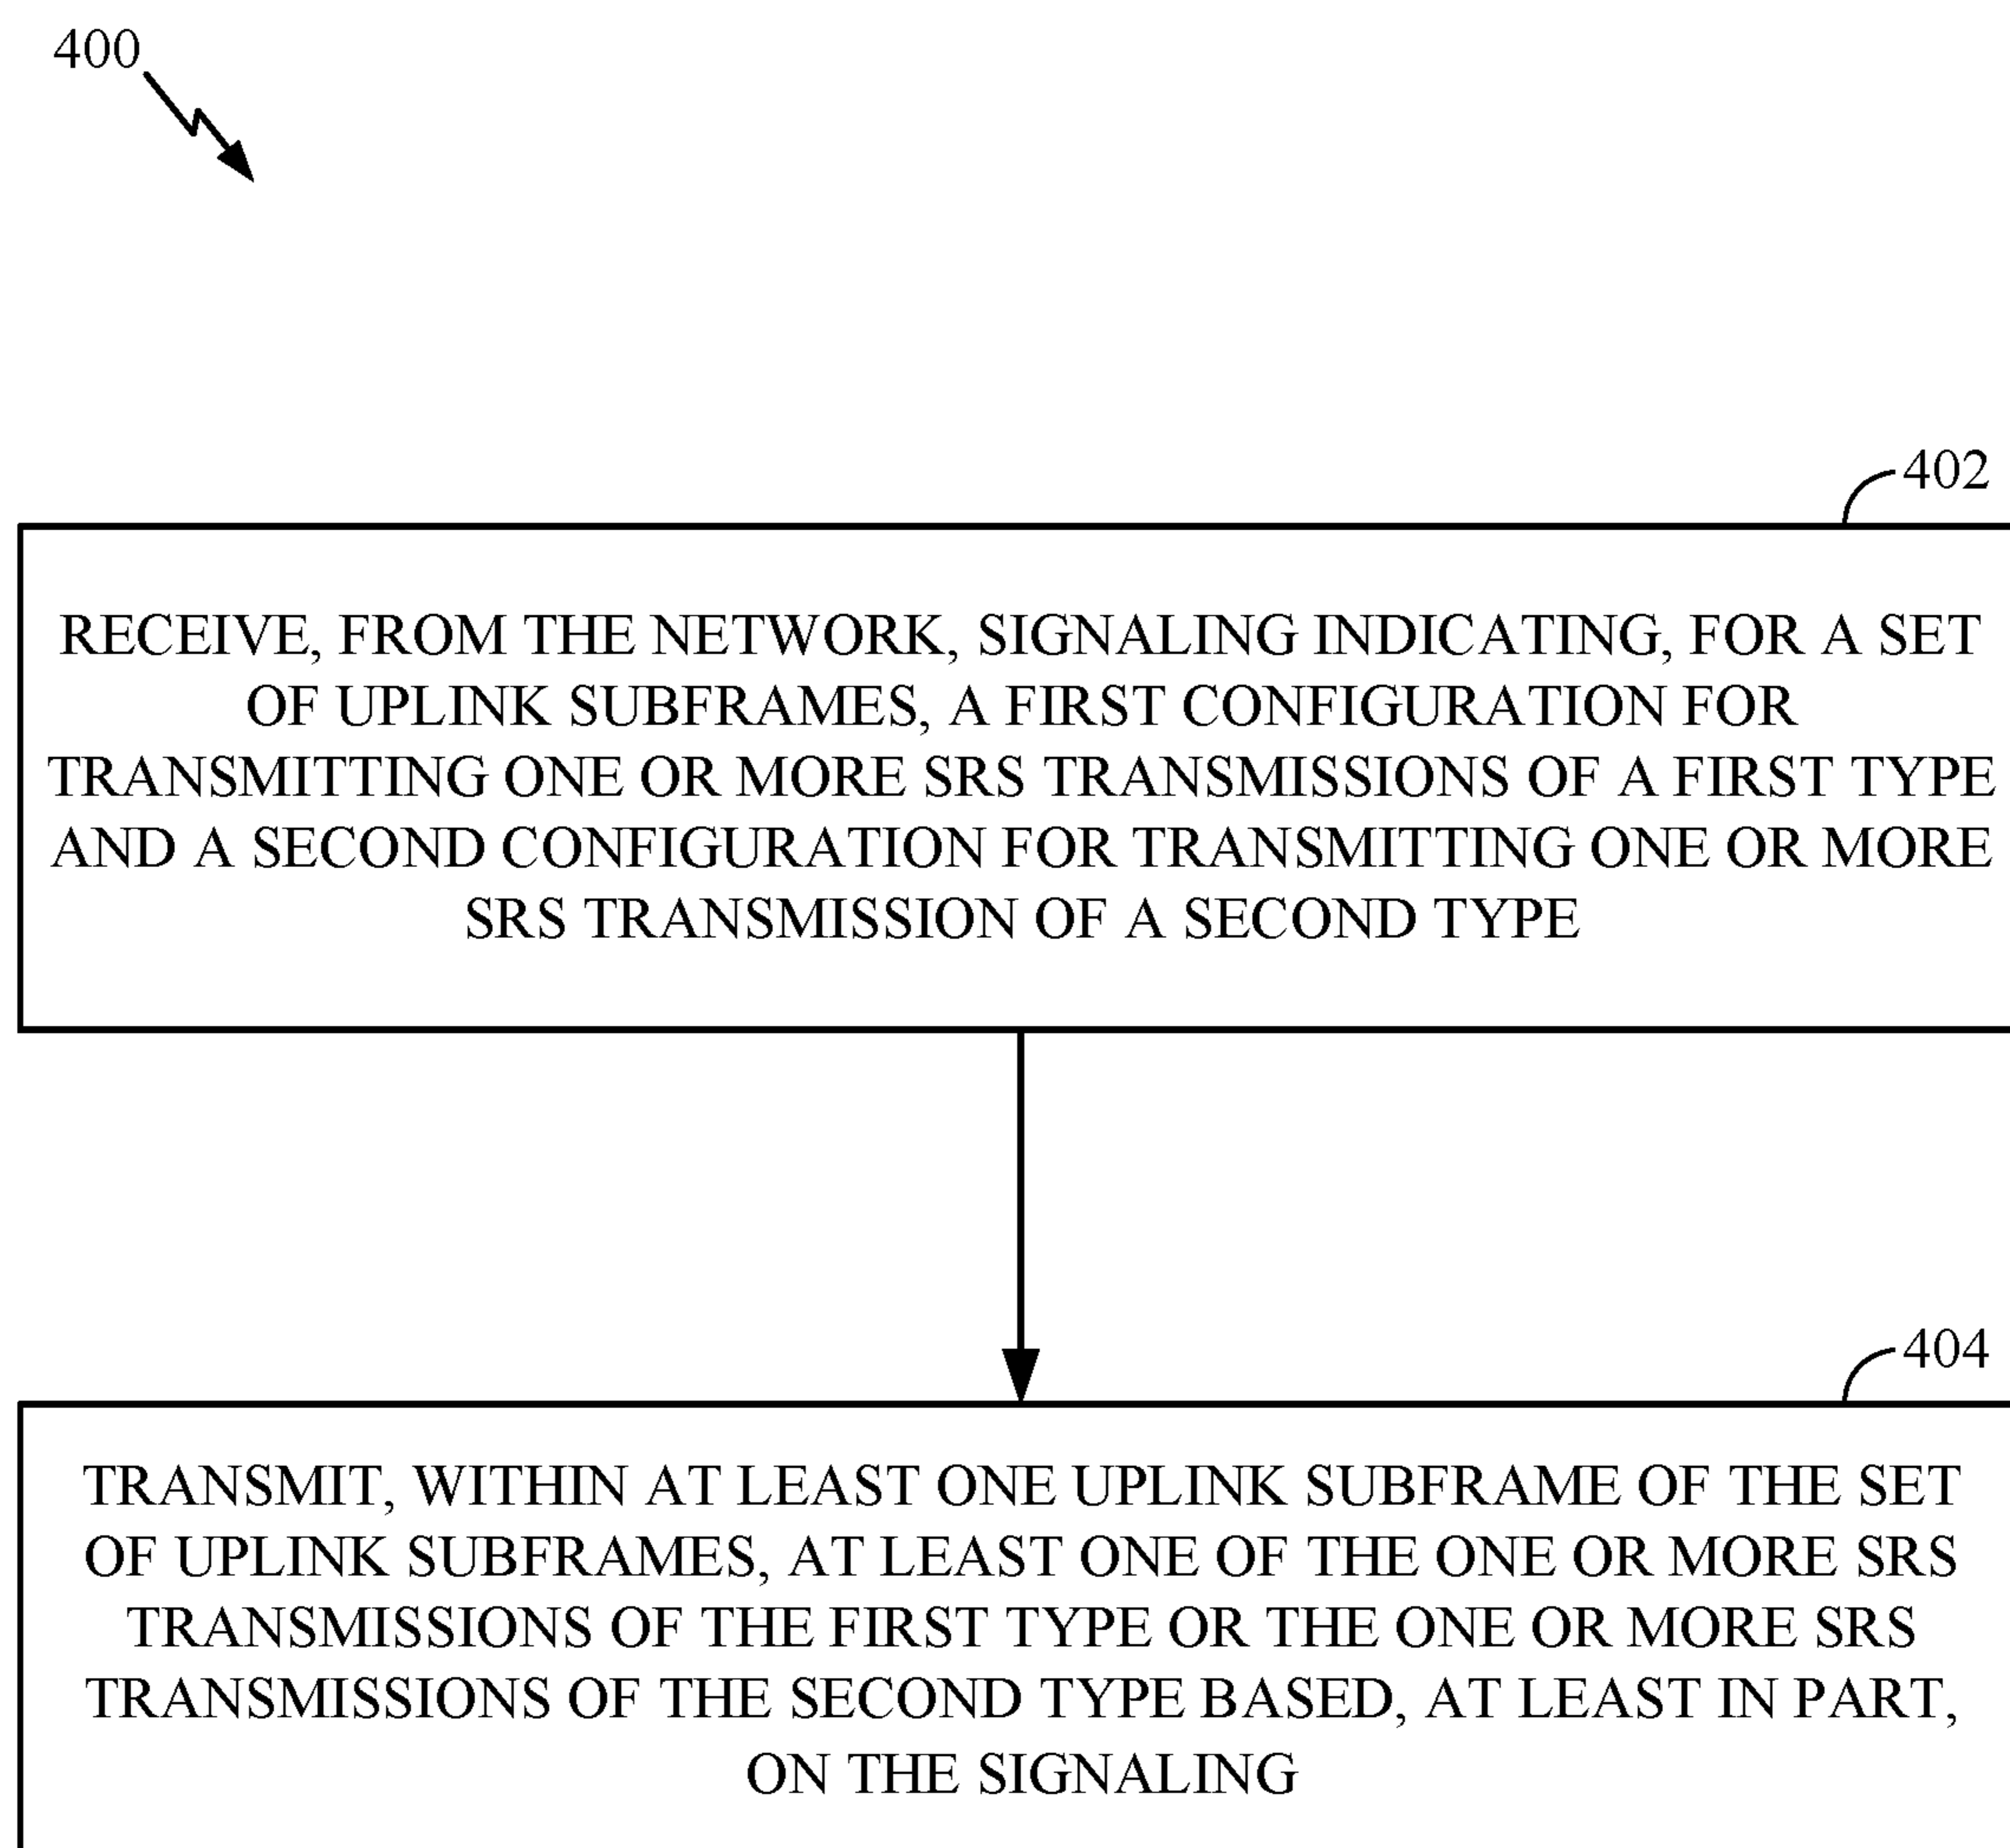 400
402
RECEIVE, FROM THE NETWORK, SIGNALING INDICATING, FOR A SET
OF UPLINK SUBFRAMES, A FIRST CONFIGURATION FOR
TRANSMITTING ONE OR MORE SRS TRANSMISSIONS OF A FIRST TYPE
AND A SECOND CONFIGURATION FOR TRANSMITTING ONE OR MORE
SRS TRANSMISSION OF A SECOND TYPE
404
TRANSMIT, WITHIN AT LEAST ONE UPLINK SUBFRAME OF THE SET
OF UPLINK SUBFRAMES, AT LEAST ONE OF THE ONE OR MORE SRS
TRANSMISSIONS OF THE FIRST TYPE OR THE ONE OR MORE SRS
TRANSMISSIONS OF THE SECOND TYPE BASED, AT LEAST IN PART,
ON THE SIGNALING